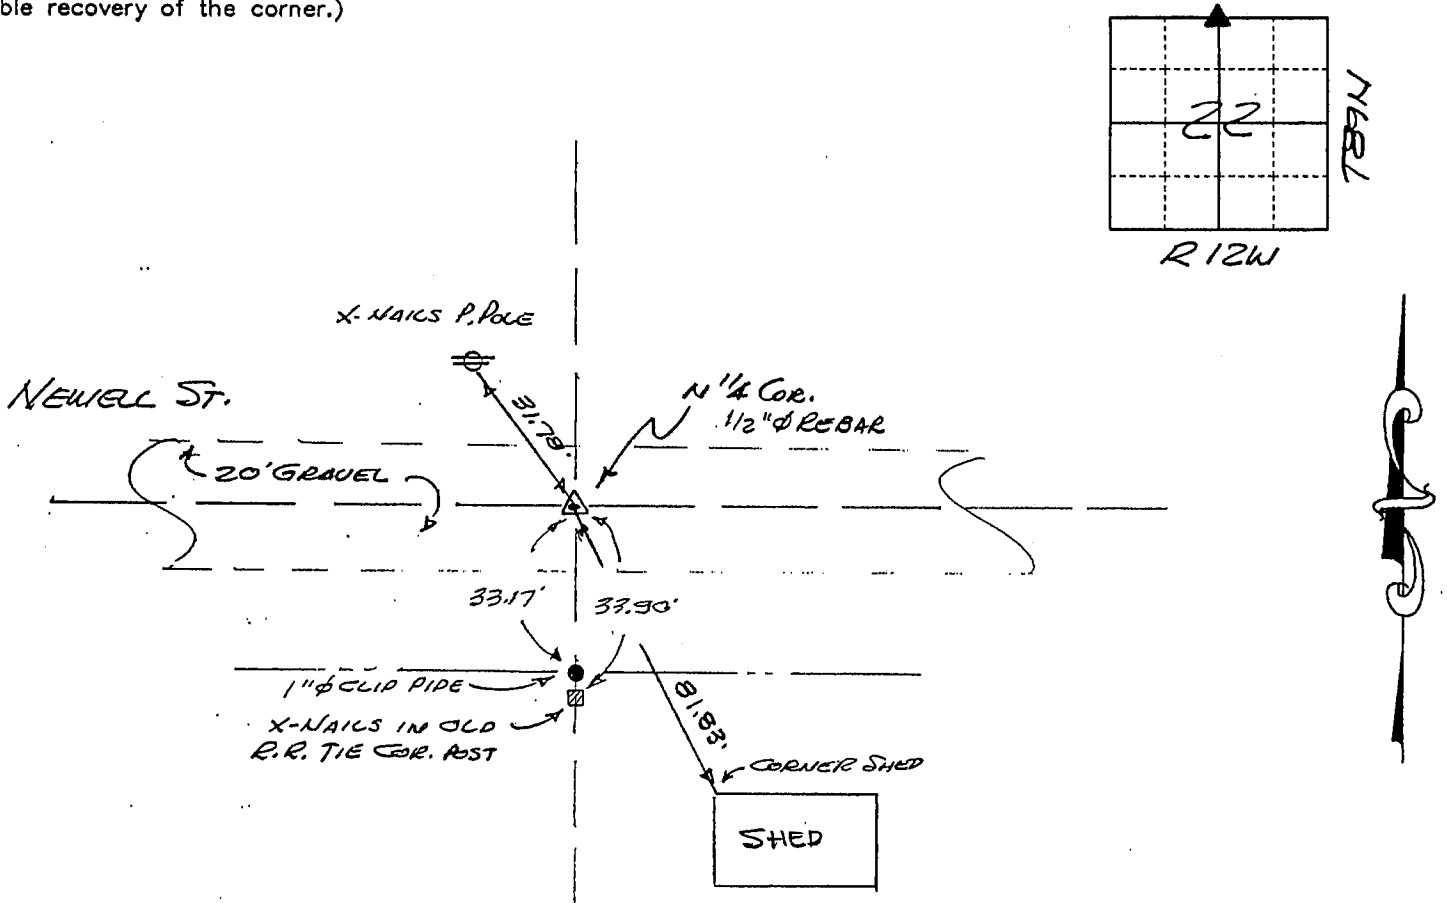 ble recovery of the corner.)
22
T89N
R12W
X-NAILS P.POLE
NEWELL ST.
31.78'
N 1/4 COR.
1/2"ϕ REBAR
20' GRAVEL
33.17'
33.90'
1"ϕ CLIP PIPE
X-NAILS IN OLD
R.R. TIE COR. POST
81.83'
CORNER SHED
SHED